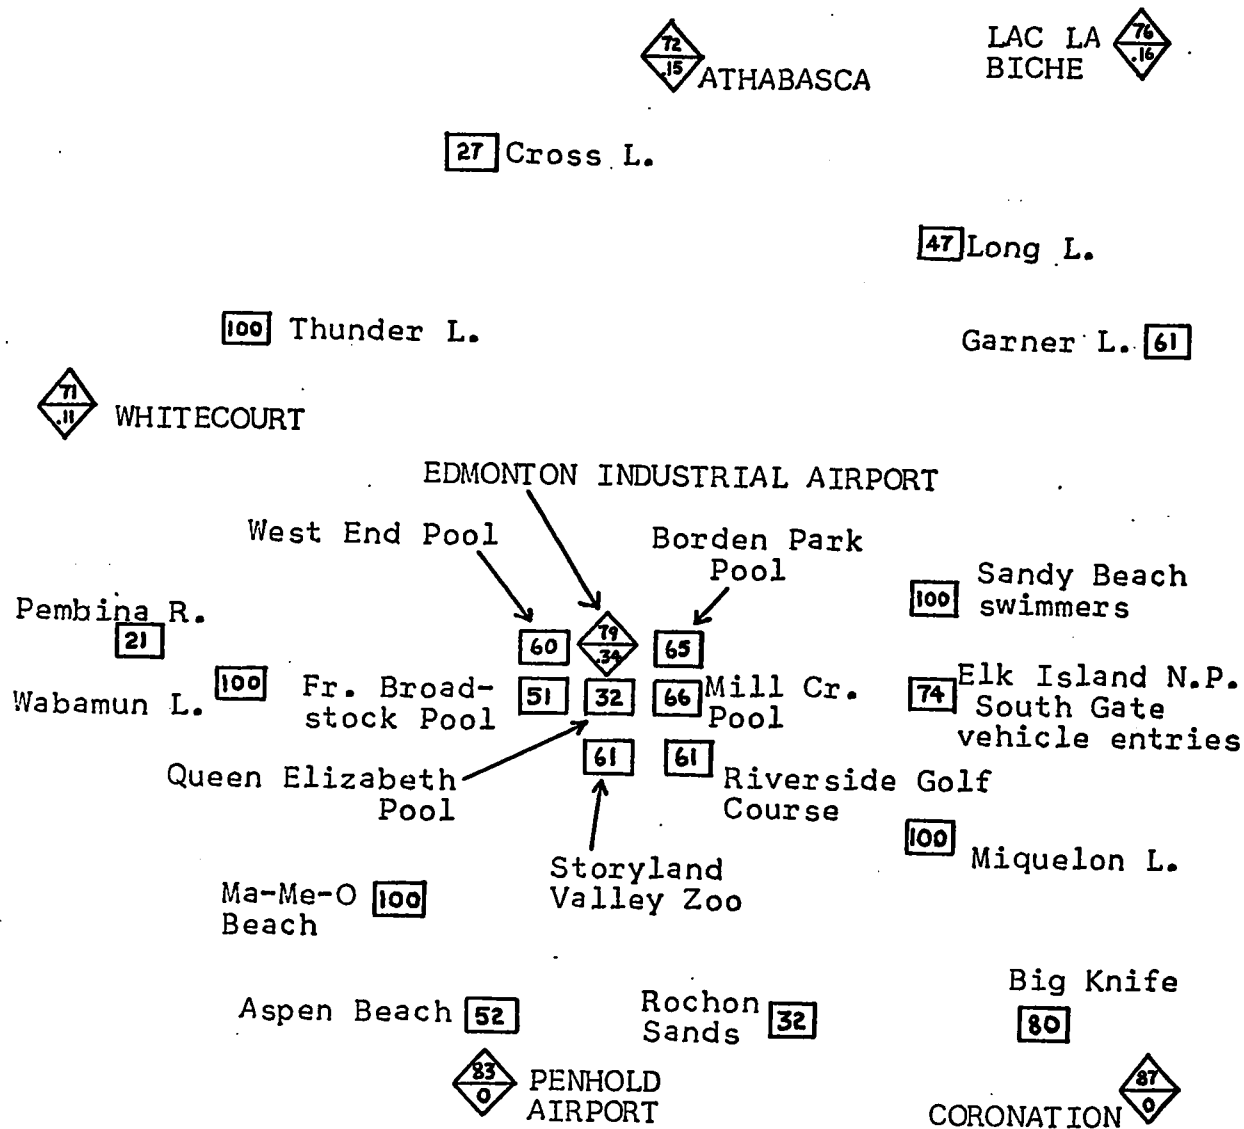 72
.15
ATHABASCA
LAC LA
BICHE
76
.16
27 Cross L.
47 Long L.
100 Thunder L.
Garner L. 61
71
.11
WHITECOURT
EDMONTON INDUSTRIAL AIRPORT
West End Pool
Borden Park
Pool
Sandy Beach
100 swimmers
Pembina R.
21
60
79
.34
65
Wabamun L. 100
Fr. Broad-
stock Pool
51
32
66
Mill Cr.
Pool
74
Elk Island N.P.
South Gate
vehicle entries
Queen Elizabeth
Pool
61
61
Riverside Golf
Course
100
Miquelon L.
Storyland
Valley Zoo
Ma-Me-O
Beach
100
Aspen Beach 52
Rochon
Sands
32
Big Knife
80
83
0
PENHOLD
AIRPORT
CORONATION
87
0